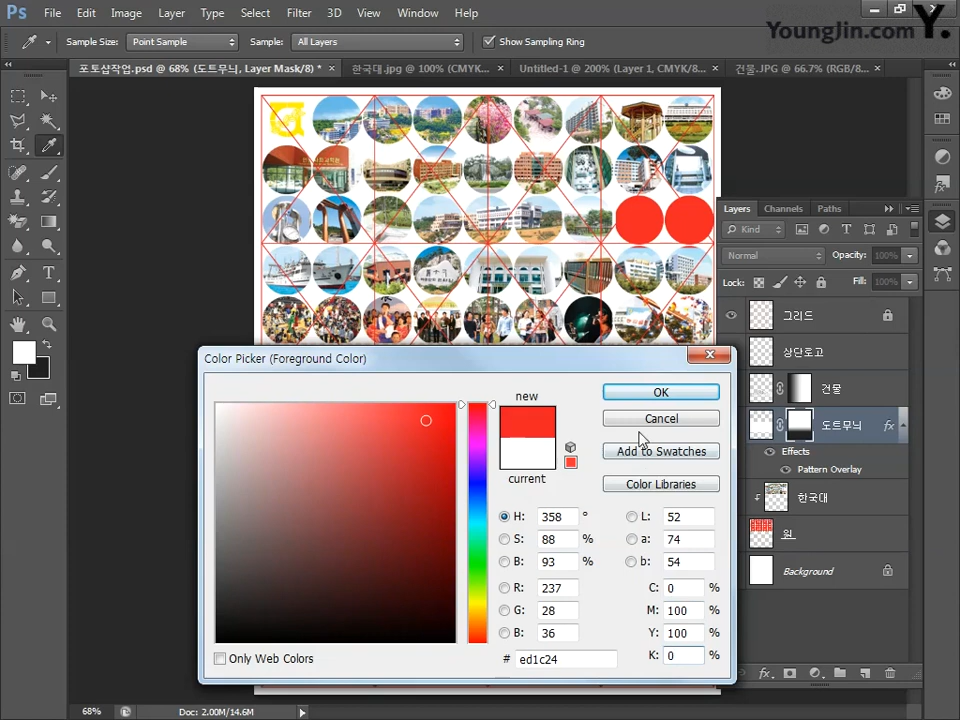 Ps File Edit Image Layer Type Select Filter 3D View Window Help
YoungJin.com Y.
Sample Size: Point Sample Sample: All Layers Show Sampling Ring
포토샵작업.psd @ 68% (도트무늬, Layer Mask/8) * × 한국대.jpg @ 100% (CMYK... × Untitled-1 @ 200% (Layer 1, CMYK/8... × 건물.JPG @ 66.7% (RGB/8... ×
Layers Channels Paths
Kind
Normal Opacity: 100%
Lock: Fill: 100%
그리드
상단로고
건물
도트무늬 fx
Effects
Pattern Overlay
한국대
원
Background
Color Picker (Foreground Color)
new
current
OK
Cancel
Add to Swatches
Color Libraries
H: 358 ° L: 52
S: 88 % a: 74
B: 93 % b: 54
R: 237 C: 0 %
G: 28 M: 100 %
B: 36 Y: 100 %
# ed1c24 K: 0 %
Only Web Colors
fx
68% Doc: 2.00M/14.6M